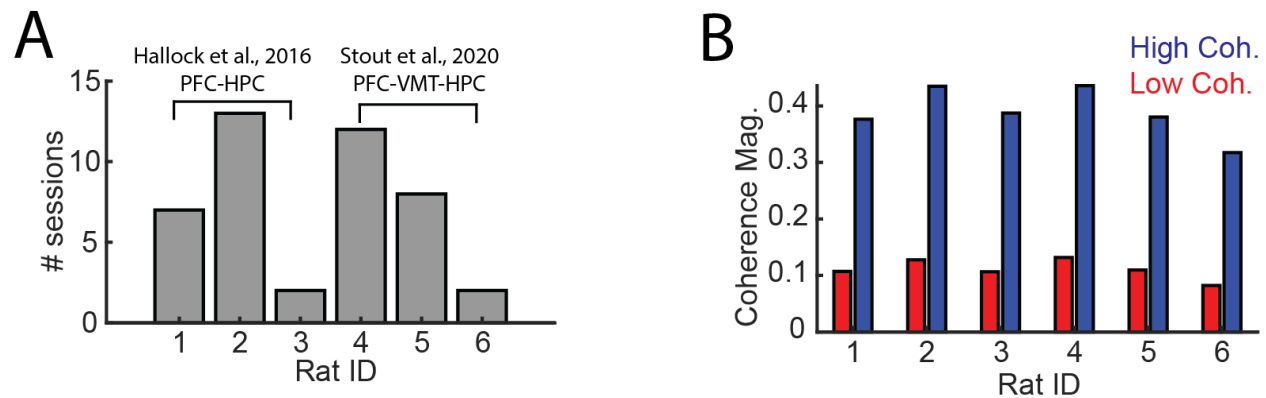 A
Hallock et al., 2016
PFC-HPC
Stout et al., 2020
PFC-VMT-HPC
# sessions
15
10
5
0
1 2 3 4 5 6
Rat ID
B
High Coh.
Low Coh.
Coherence Mag.
0.4
0.3
0.2
0.1
0
1 2 3 4 5 6
Rat ID